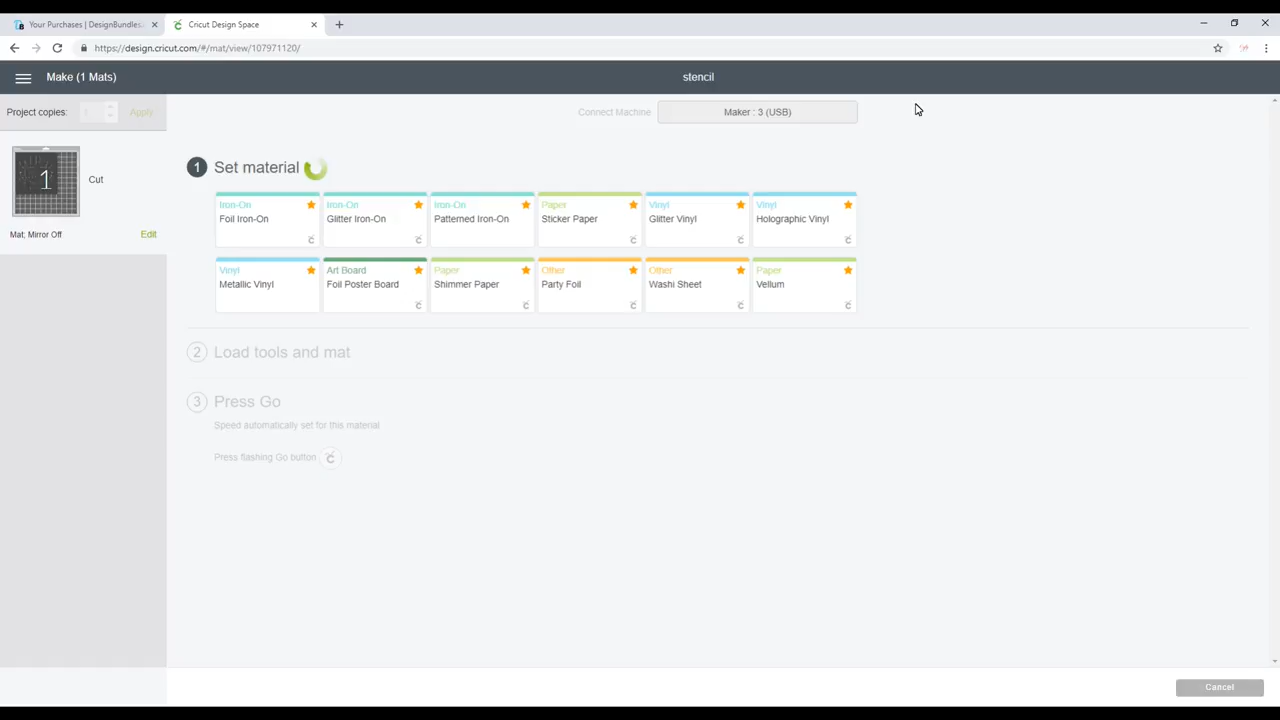 Your Purchases | DesignBundles.
Cricut Design Space
https://design.cricut.com/#/mat/view/107971120/
Make (1 Mats)
stencil
Project copies:
1
Apply
Connect Machine
Maker : 3 (USB)
1
Cut
Mat; Mirror Off
Edit
1 Set material
Iron-On
Foil Iron-On
Iron-On
Glitter Iron-On
Iron-On
Patterned Iron-On
Paper
Sticker Paper
Vinyl
Glitter Vinyl
Vinyl
Holographic Vinyl
Vinyl
Metallic Vinyl
Art Board
Foil Poster Board
Paper
Shimmer Paper
Other
Party Foil
Other
Washi Sheet
Paper
Vellum
2 Load tools and mat
3 Press Go
Speed automatically set for this material
Press flashing Go button
Cancel